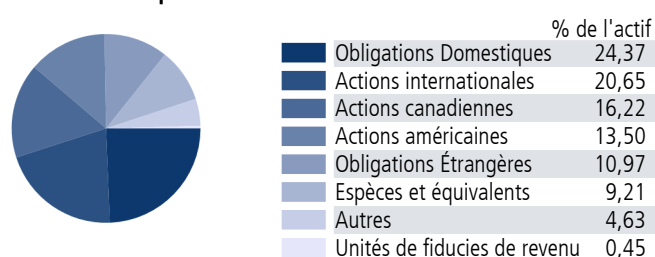 % de l'actif
Obligations Domestiques 24,37
Actions internationales 20,65
Actions canadiennes 16,22
Actions américaines 13,50
Obligations Étrangères 10,97
Espèces et équivalents 9,21
Autres 4,63
Unités de fiducies de revenu 0,45